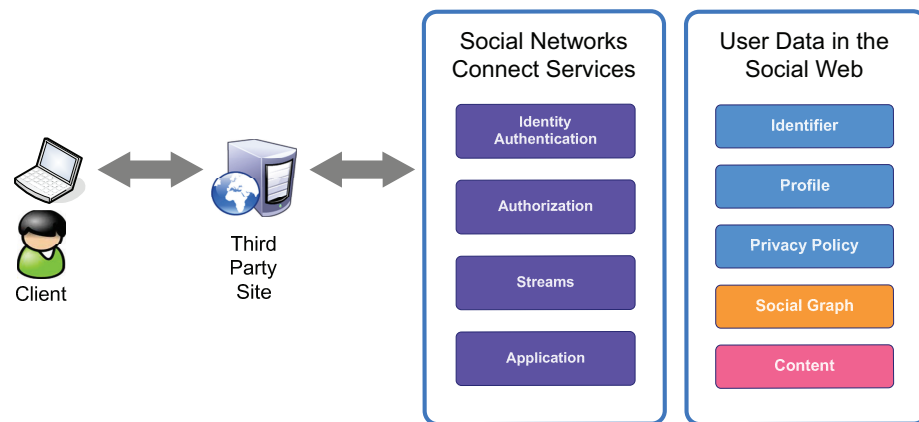 Social Networks
Connect Services
Identity
Authentication
Authorization
Streams
Application
User Data in the
Social Web
Identifier
Profile
Privacy Policy
Social Graph
Content
Client
Third
Party
Site